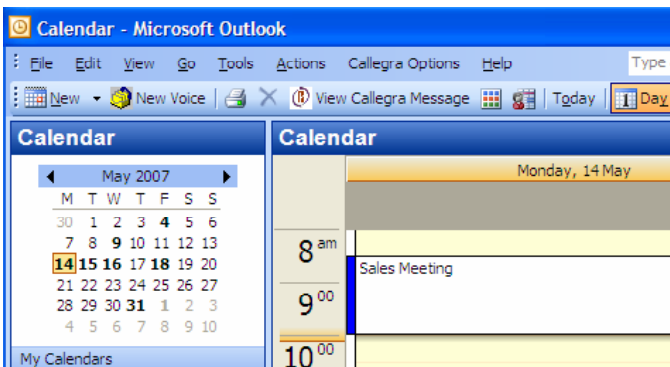 Calendar - Microsoft Outlook
File Edit View Go Tools Actions Callegra Options Help Type
New New Voice View Callegra Message Today 1 Day
Calendar
May 2007
M T W T F S S
30 1 2 3 4 5 6
7 8 9 10 11 12 13
14 15 16 17 18 19 20
21 22 23 24 25 26 27
28 29 30 31 1 2 3
4 5 6 7 8 9 10
My Calendars
Calendar
Monday, 14 May
8 am
Sales Meeting
9 00
10 00